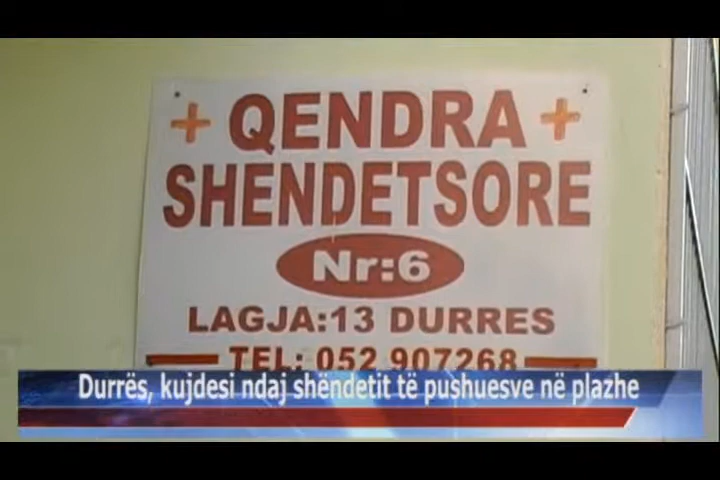 + QENDRA +
SHENDETSORE
Nr:6
LAGJA:13 DURRES
TEL: 052 907268
Durrës, kujdesi ndaj shëndetit të pushuesve në plazhe